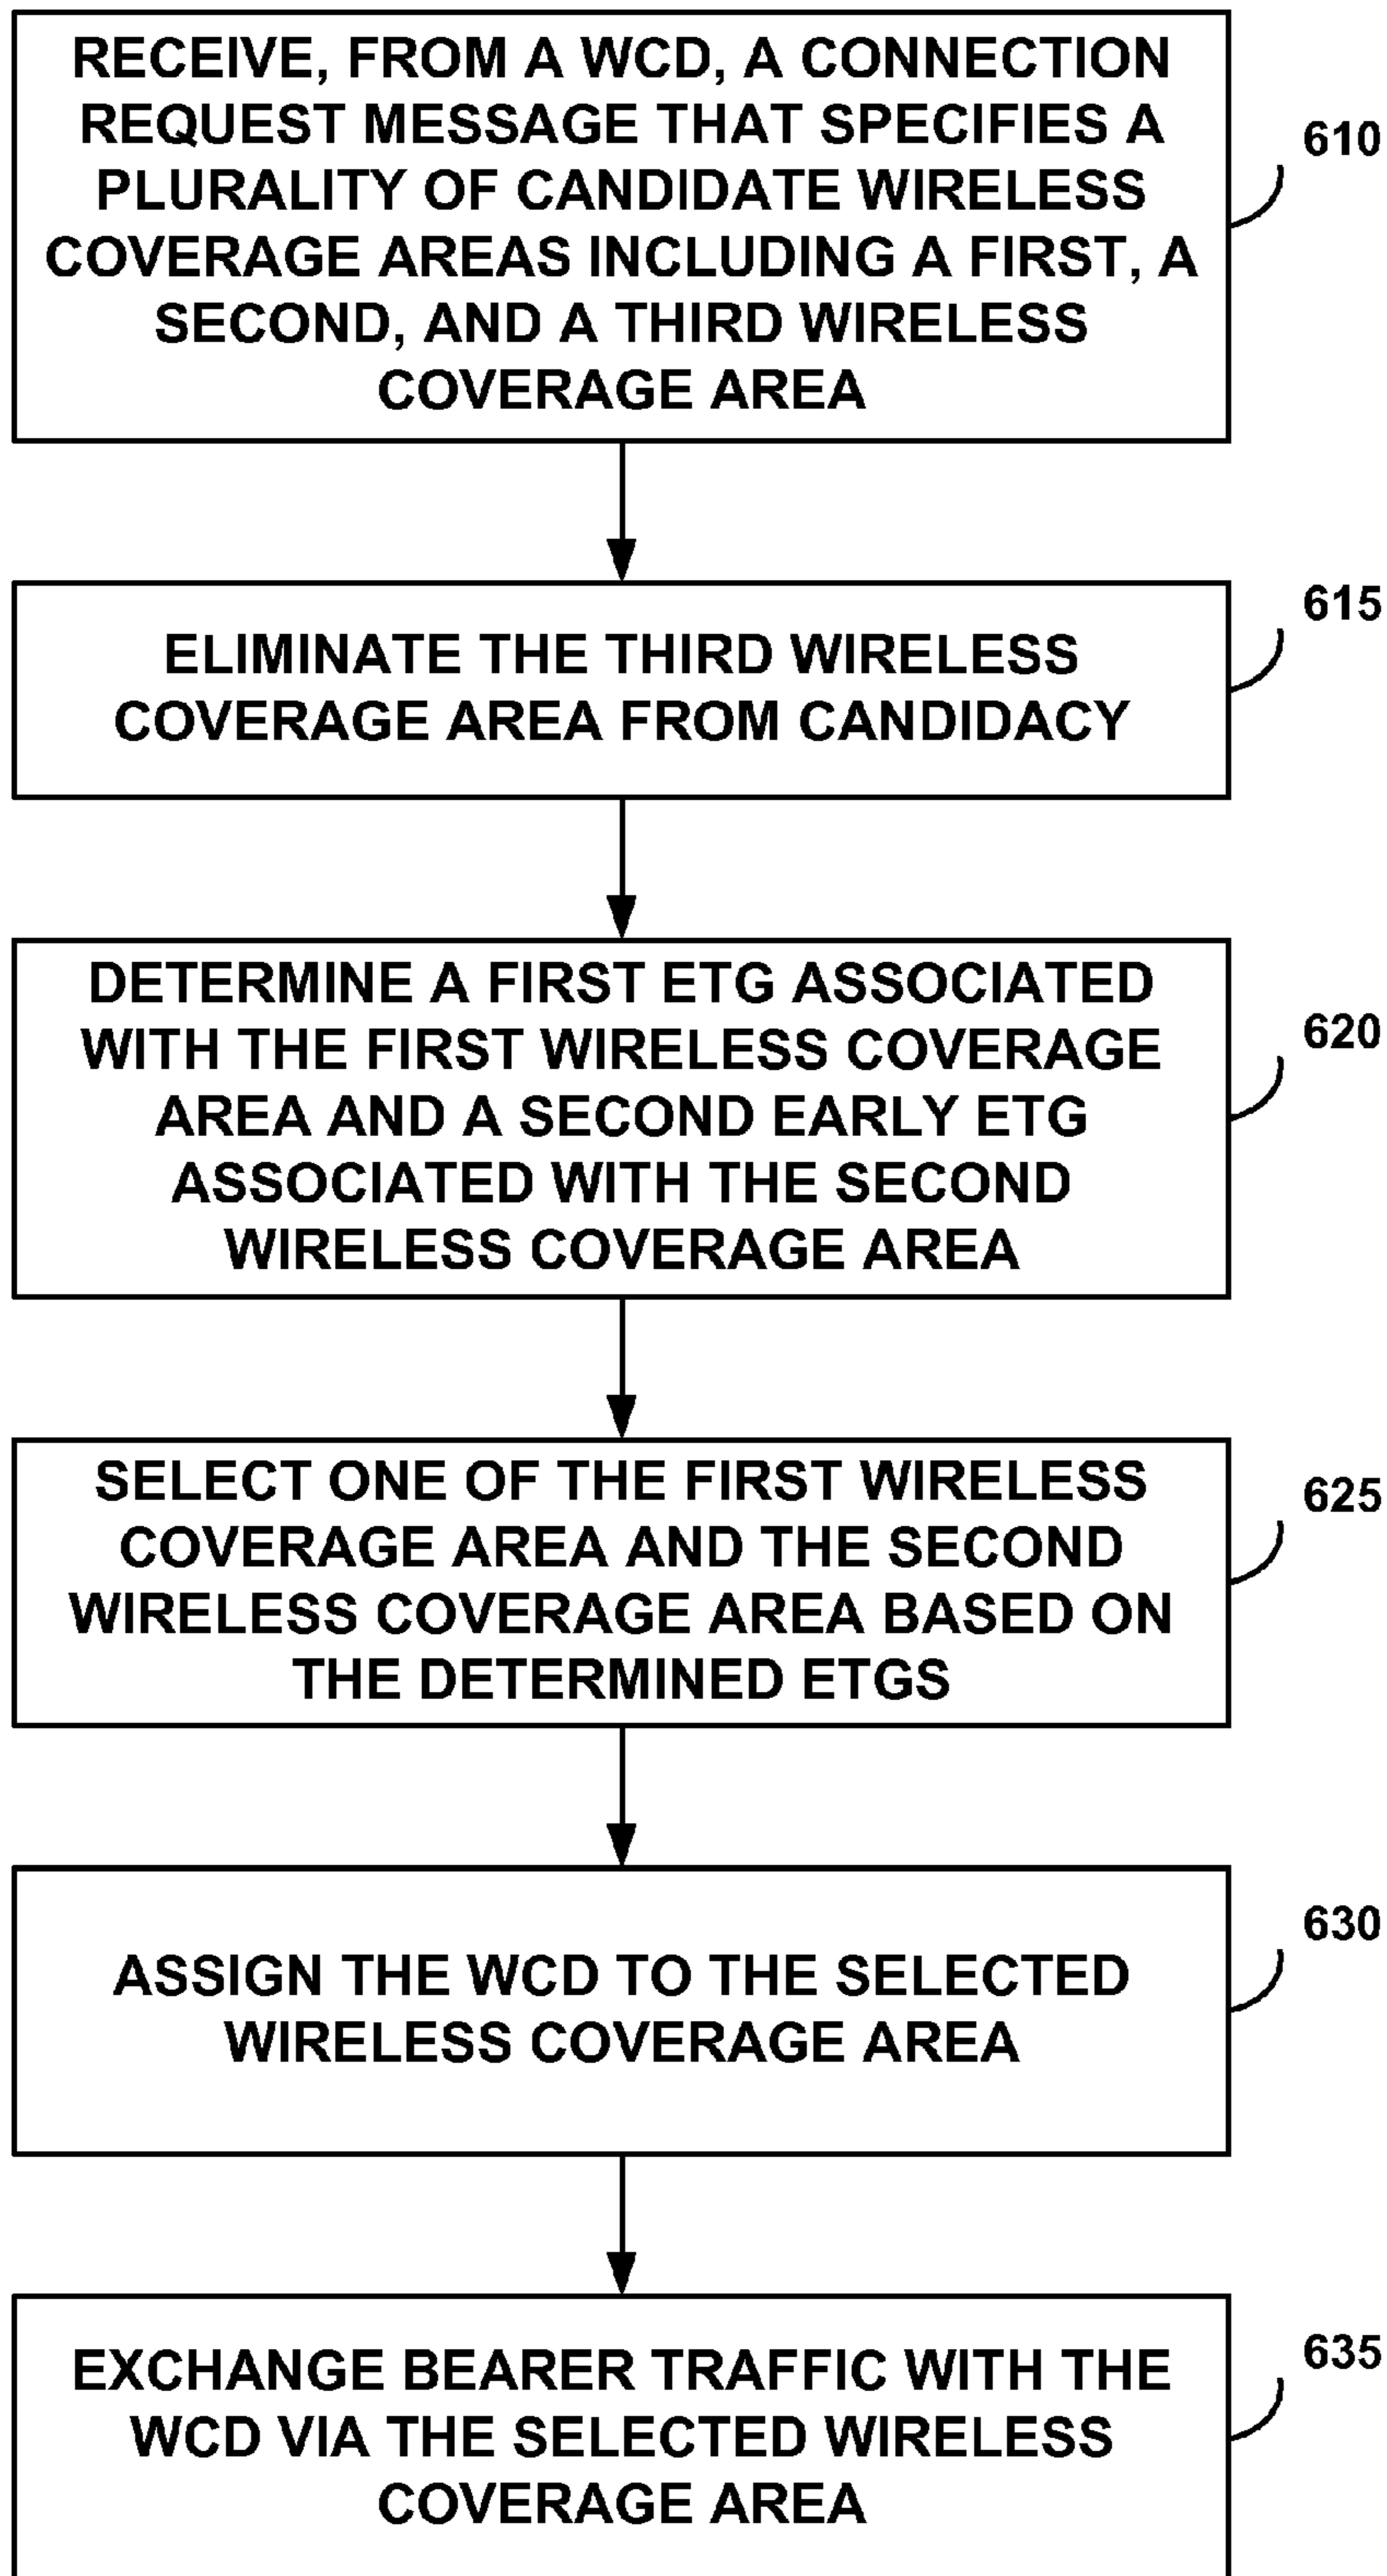 RECEIVE, FROM A WCD, A CONNECTION
REQUEST MESSAGE THAT SPECIFIES A
PLURALITY OF CANDIDATE WIRELESS
COVERAGE AREAS INCLUDING A FIRST, A
SECOND, AND A THIRD WIRELESS
COVERAGE AREA
610
ELIMINATE THE THIRD WIRELESS
COVERAGE AREA FROM CANDIDACY
615
DETERMINE A FIRST ETG ASSOCIATED
WITH THE FIRST WIRELESS COVERAGE
AREA AND A SECOND EARLY ETG
ASSOCIATED WITH THE SECOND
WIRELESS COVERAGE AREA
620
SELECT ONE OF THE FIRST WIRELESS
COVERAGE AREA AND THE SECOND
WIRELESS COVERAGE AREA BASED ON
THE DETERMINED ETGS
625
ASSIGN THE WCD TO THE SELECTED
WIRELESS COVERAGE AREA
630
EXCHANGE BEARER TRAFFIC WITH THE
WCD VIA THE SELECTED WIRELESS
COVERAGE AREA
635